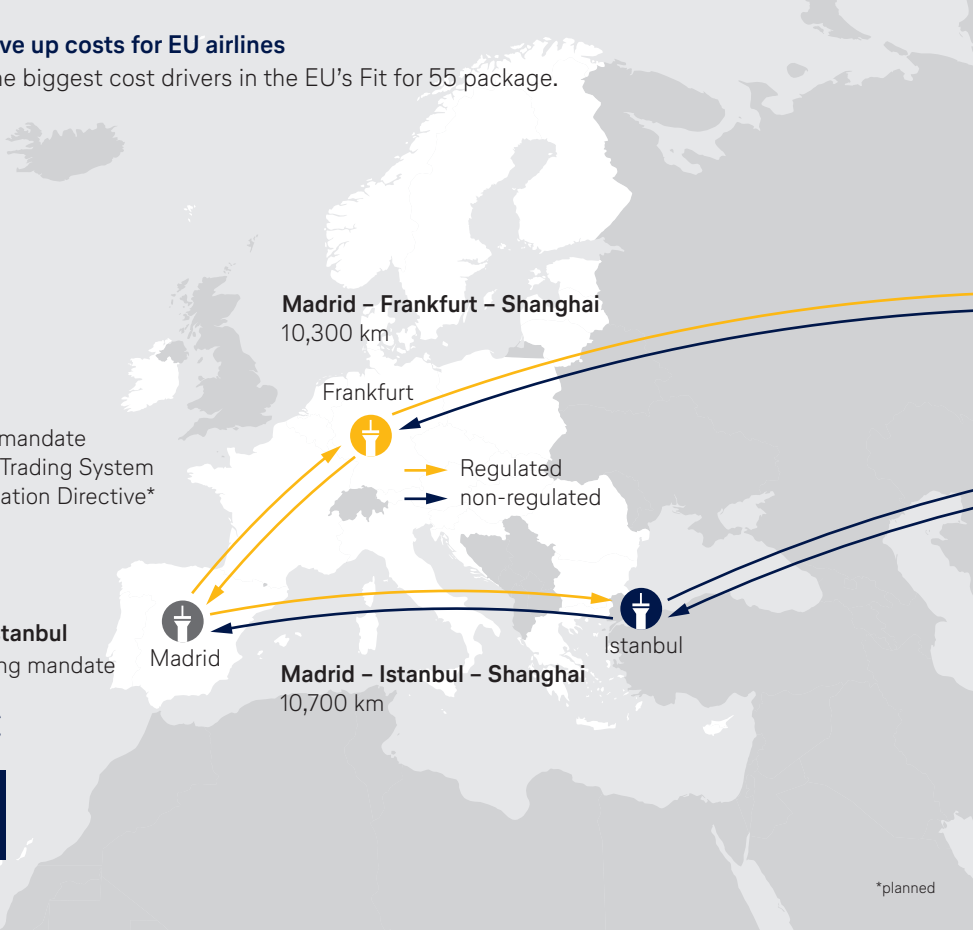 ve up costs for EU airlines
ne biggest cost drivers in the EU’s Fit for 55 package.
Madrid – Frankfurt – Shanghai
10,300 km
Frankfurt
mandate
Trading System
ation Directive*
Regulated
non-regulated
tanbul
ng mandate
Madrid
Istanbul
Madrid – Istanbul – Shanghai
10,700 km
*planned